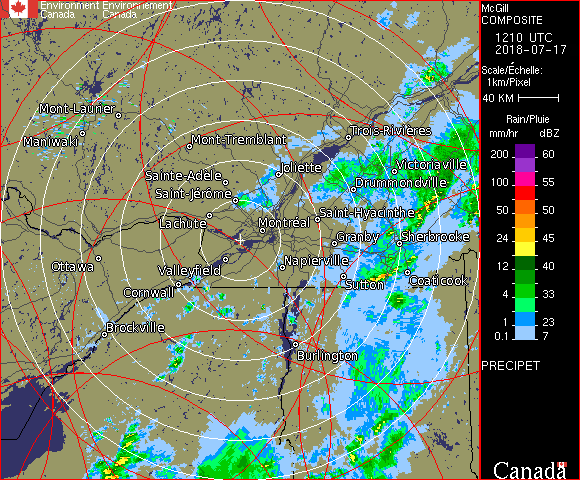 Environment Environnement
Canada Canada
McGill
COMPOSITE
1210 UTC
2018-07-17
Scale/Échelle:
1km/Pixel
40 KM
Rain/Pluie
mm/hr dBZ
200 60
100 55
50 50
24 45
12 40
4 33
1 23
0.1 7
PRECIPET
Canada
Mont-Laurier
Maniwaki
Mont-Tremblant
Trois-Rivières
Sainte-Adèle
Joliette
Victoriaville
Saint-Jérôme
Drummondville
Lachute
Montréal
Saint-Hyacinthe
Granby
Sherbrooke
Ottawa
Valleyfield
Napierville
Cornwall
Sutton
Coaticook
Brockville
Burlington